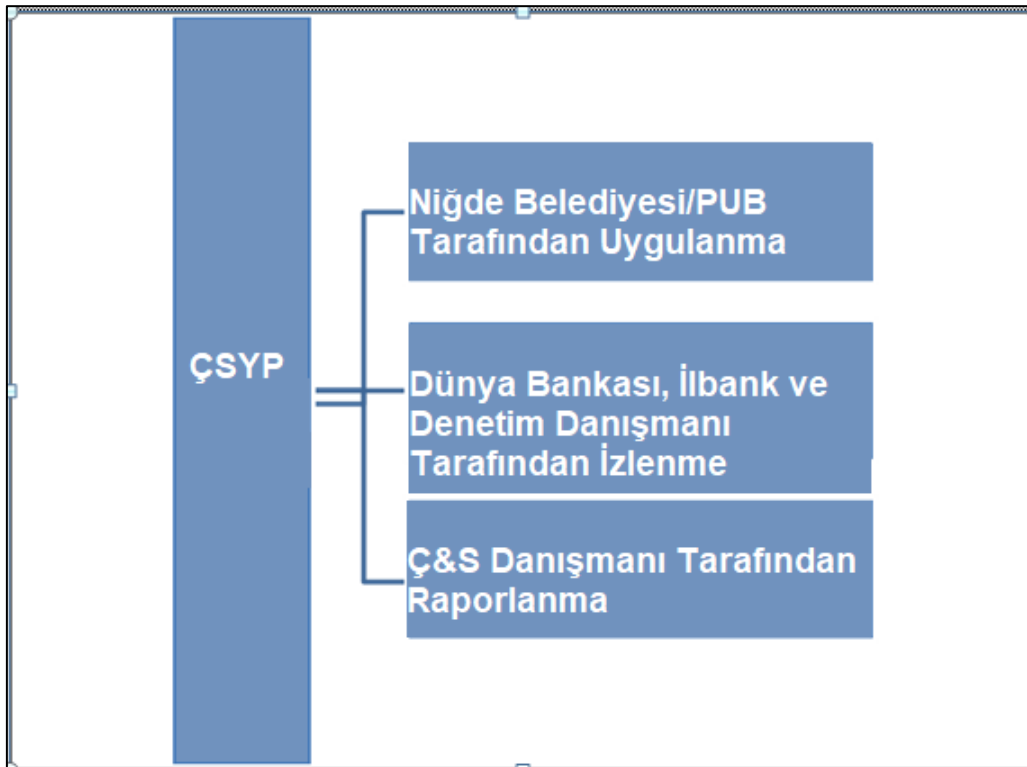 Niğde Belediyesi/PUB
Tarafından Uygulanma
ÇSYP
Dünya Bankası, İlbank ve
Denetim Danışmanı
Tarafından İzlenme
Ç&S Danışmanı Tarafından
Raporlanma